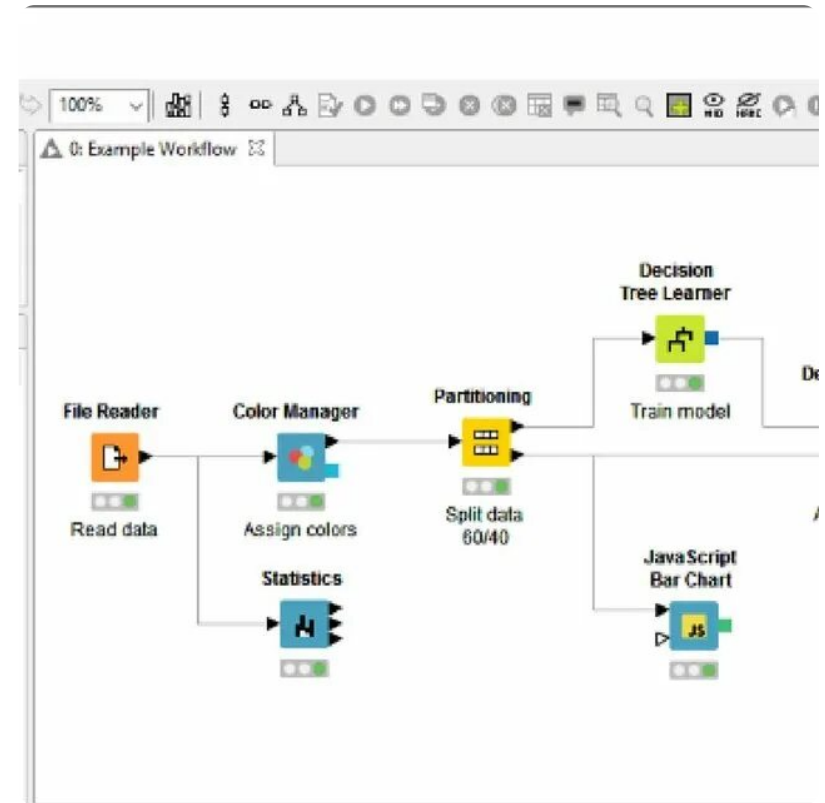 100%
0: Example Workflow
Decision
Tree Learner
Train model
De
File Reader
Read data
Color Manager
Assign colors
Partitioning
Split data
60/40
Statistics
JavaScript
Bar Chart
JS